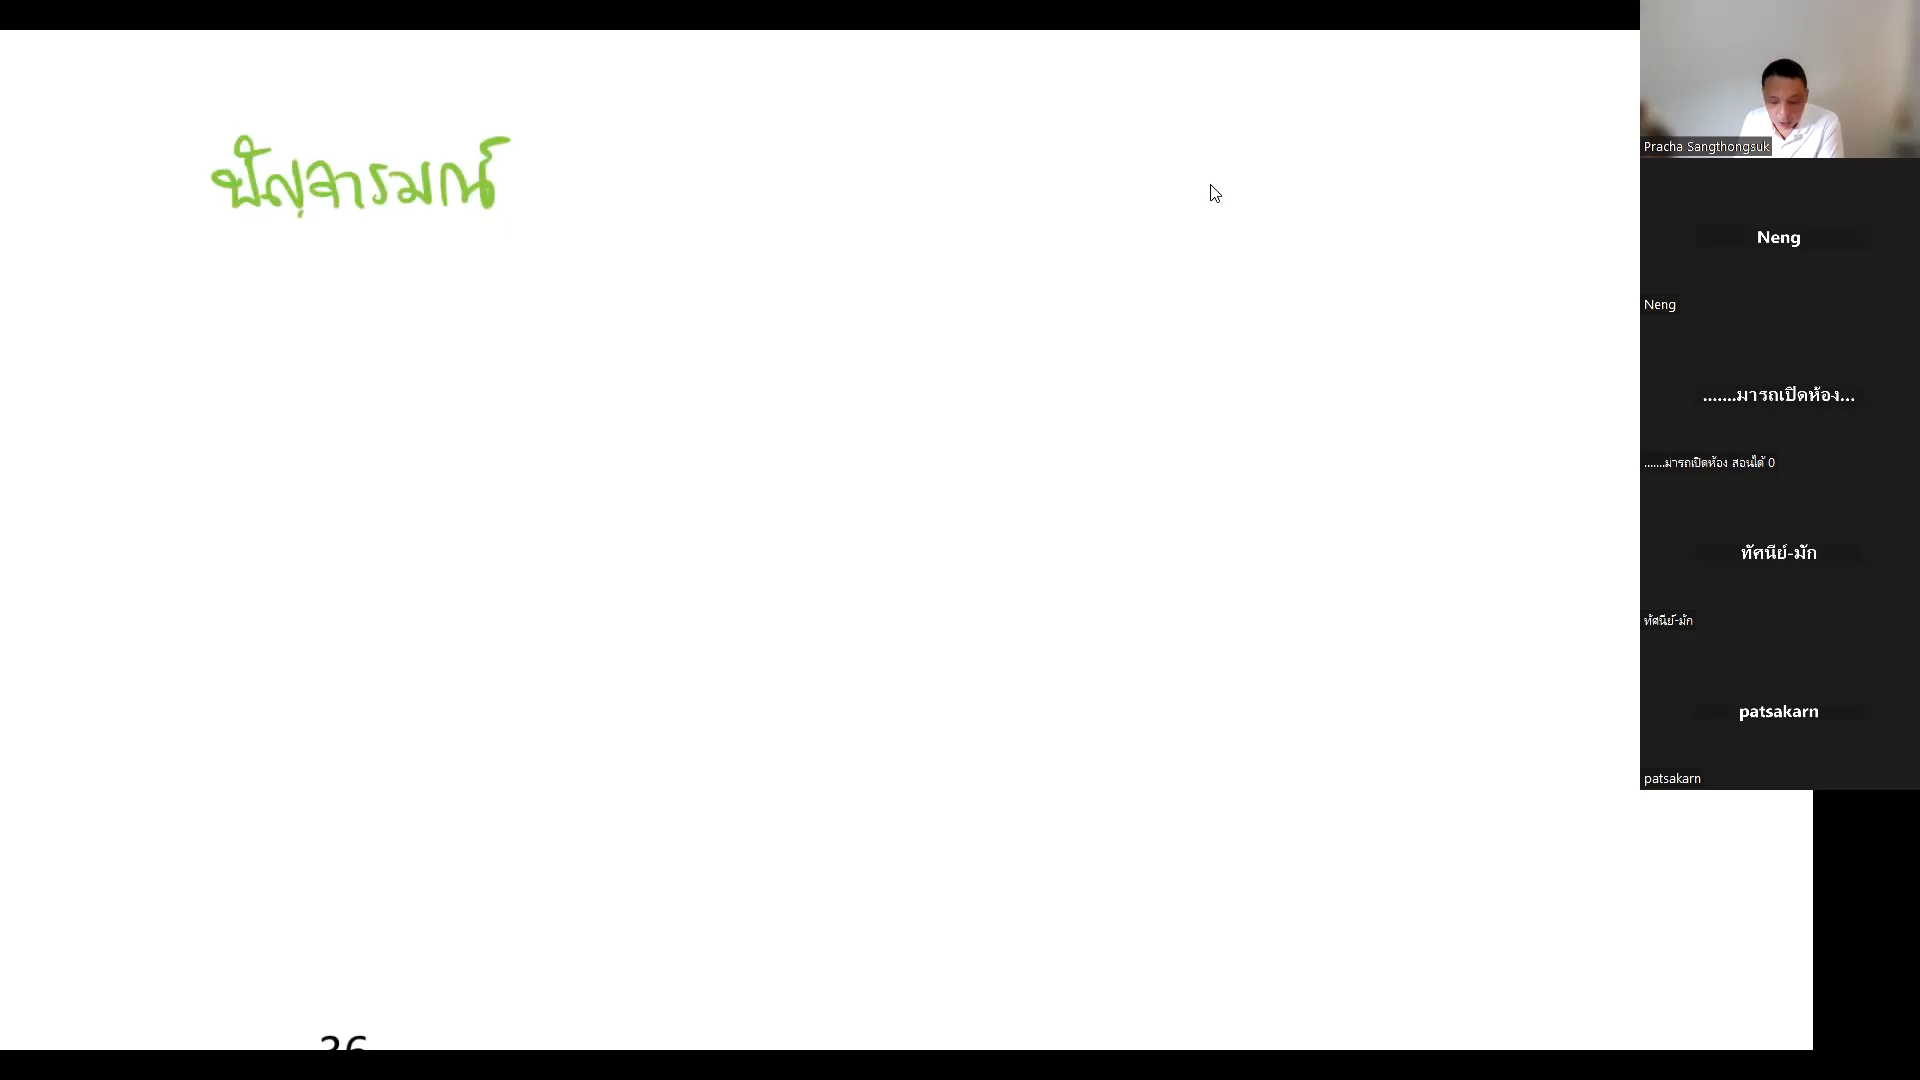 ปัญจารมณ์
Pracha Sangthongsuk
Neng
Neng
.......มารถเปิดห้อง...
.......มารถเปิดห้อง สอนได้ 0
ทัศนีย์-มัก
ทัศนีย์-มัก
patsakarn
patsakarn
36